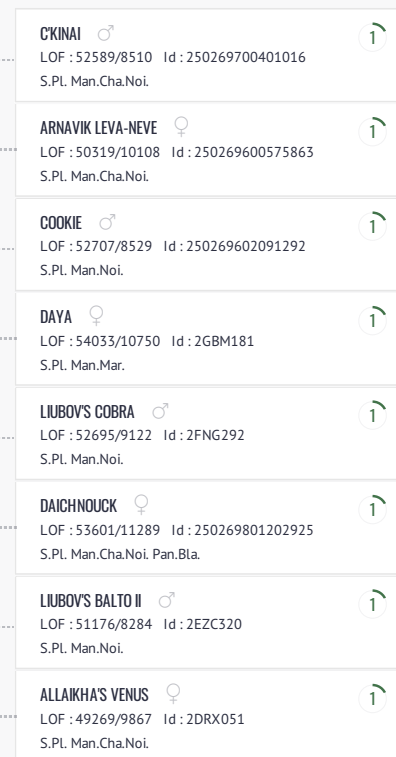 C'KINAI ♂ 1
LOF : 52589/8510 Id : 250269700401016
S.Pl. Man.Cha.Noi.
ARNAVIK LEVA-NEVE ♀ 1
LOF : 50319/10108 Id : 250269600575863
S.Pl. Man.Cha.Noi.
COOKIE ♂ 1
LOF : 52707/8529 Id : 250269602091292
S.Pl. Man.Noi.
DAYA ♀ 1
LOF : 54033/10750 Id : 2GBM181
S.Pl. Man.Mar.
LIUBOV'S COBRA ♂ 1
LOF : 52695/9122 Id : 2FNG292
S.Pl. Man.Noi.
DAICHNOUCK ♀ 1
LOF : 53601/11289 Id : 250269801202925
S.Pl. Man.Cha.Noi. Pan.Bla.
LIUBOV'S BALTO II ♂ 1
LOF : 51176/8284 Id : 2EZC320
S.Pl. Man.Noi.
ALLAIKHA'S VENUS ♀ 1
LOF : 49269/9867 Id : 2DRX051
S.Pl. Man.Cha.Noi.